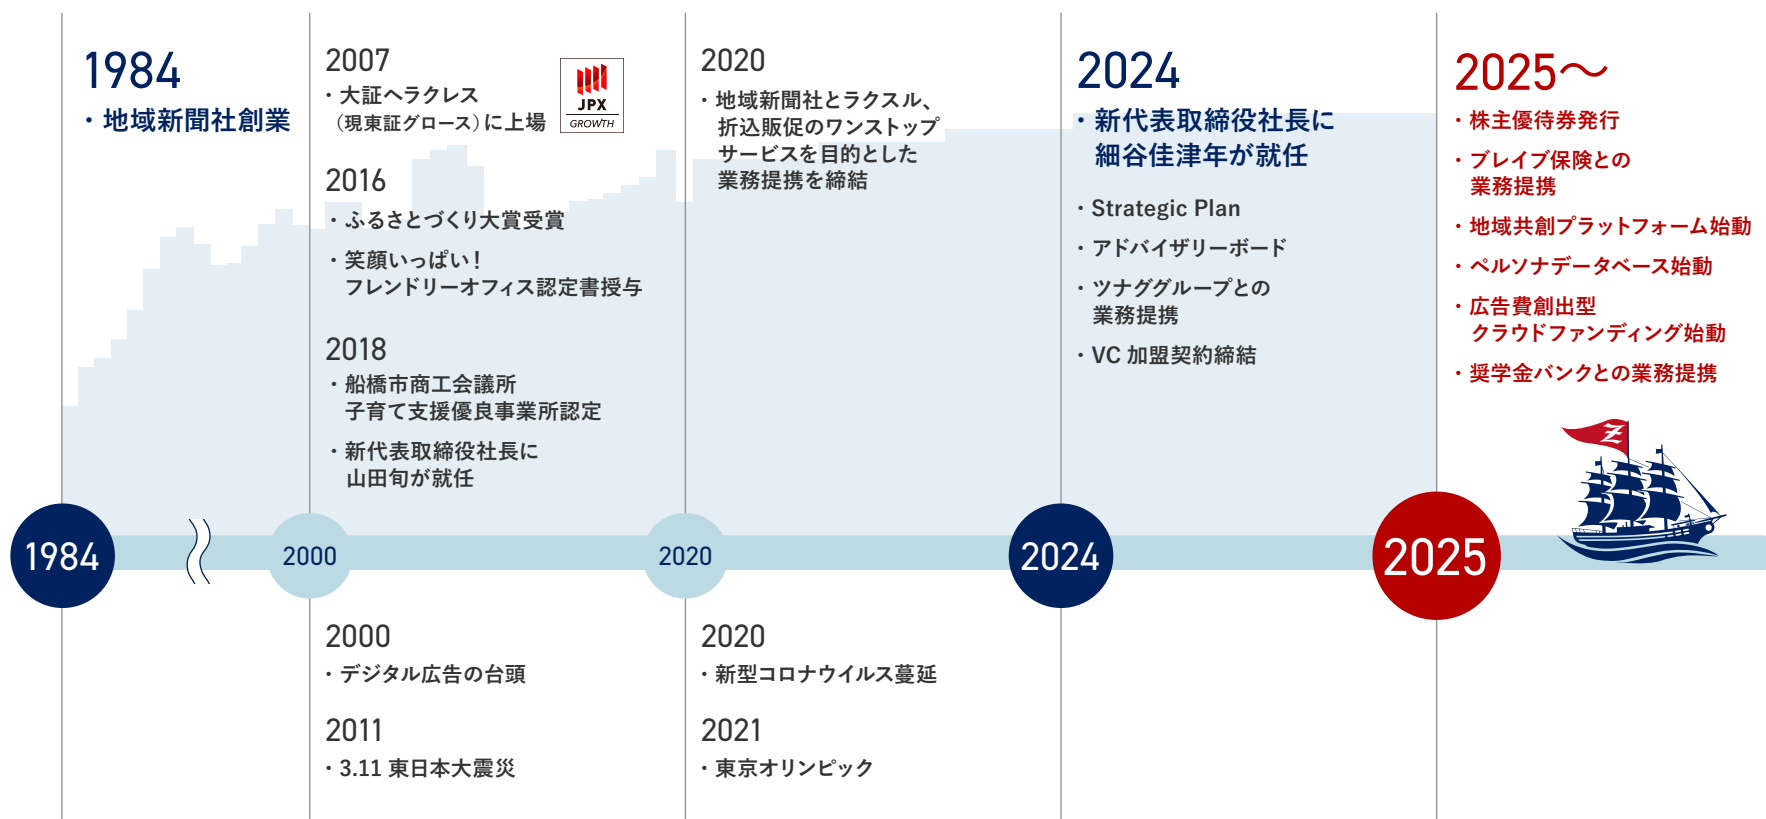 1984
・地域新聞社創業
2007
・大証ヘラクレス
（現東証グロース）に上場
JPX
GROWTH
2016
・ふるさとづくり大賞受賞
・笑顔いっぱい！
フレンドリーオフィス認定書授与
2018
・船橋市商工会議所
子育て支援優良事業所認定
・新代表取締役社長に
山田旬が就任
2020
・地域新聞社とラクスル、
折込販促のワンストップ
サービスを目的とした
業務提携を締結
2024
・新代表取締役社長に
細谷佳津年が就任
・Strategic Plan
・アドバイザリーボード
・ツナググループとの
業務提携
・VC 加盟契約締結
2025～
・株主優待券発行
・ブレイブ保険との
業務提携
・地域共創プラットフォーム始動
・ペルソナデータベース始動
・広告費創出型
クラウドファンディング始動
・奨学金バンクとの業務提携
Z
1984
2000
2020
2024
2025
2000
・デジタル広告の台頭
2011
・3.11 東日本大震災
2020
・新型コロナウイルス蔓延
2021
・東京オリンピック